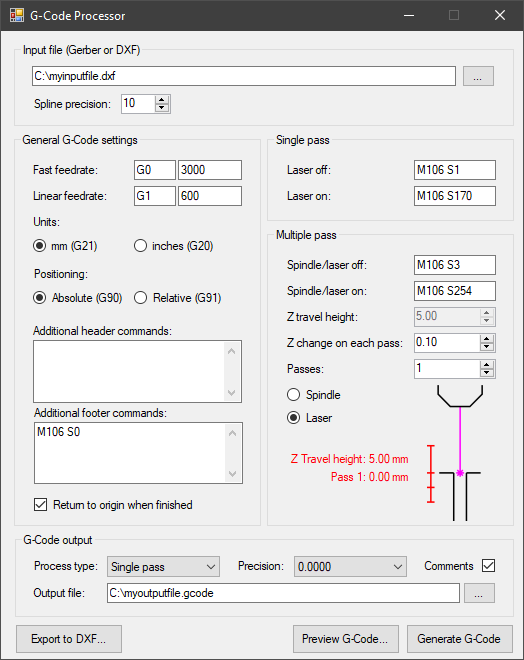 G-Code Processor
Input file (Gerber or DXF)
C:\myinputfile.dxf
...
Spline precision: 10
General G-Code settings
Fast feedrate: G0 3000
Linear feedrate: G1 600
Units:
mm (G21) inches (G20)
Positioning:
Absolute (G90) Relative (G91)
Additional header commands:
Additional footer commands:
M106 S0
Return to origin when finished
Single pass
Laser off: M106 S1
Laser on: M106 S170
Multiple pass
Spindle/laser off: M106 S3
Spindle/laser on: M106 S254
Z travel height: 5.00
Z change on each pass: 0.10
Passes: 1
Spindle
Laser
Z Travel height: 5.00 mm
Pass 1: 0.00 mm
G-Code output
Process type: Single pass Precision: 0.0000 Comments
Output file: C:\myoutputfile.gcode ...
Export to DXF... Preview G-Code... Generate G-Code